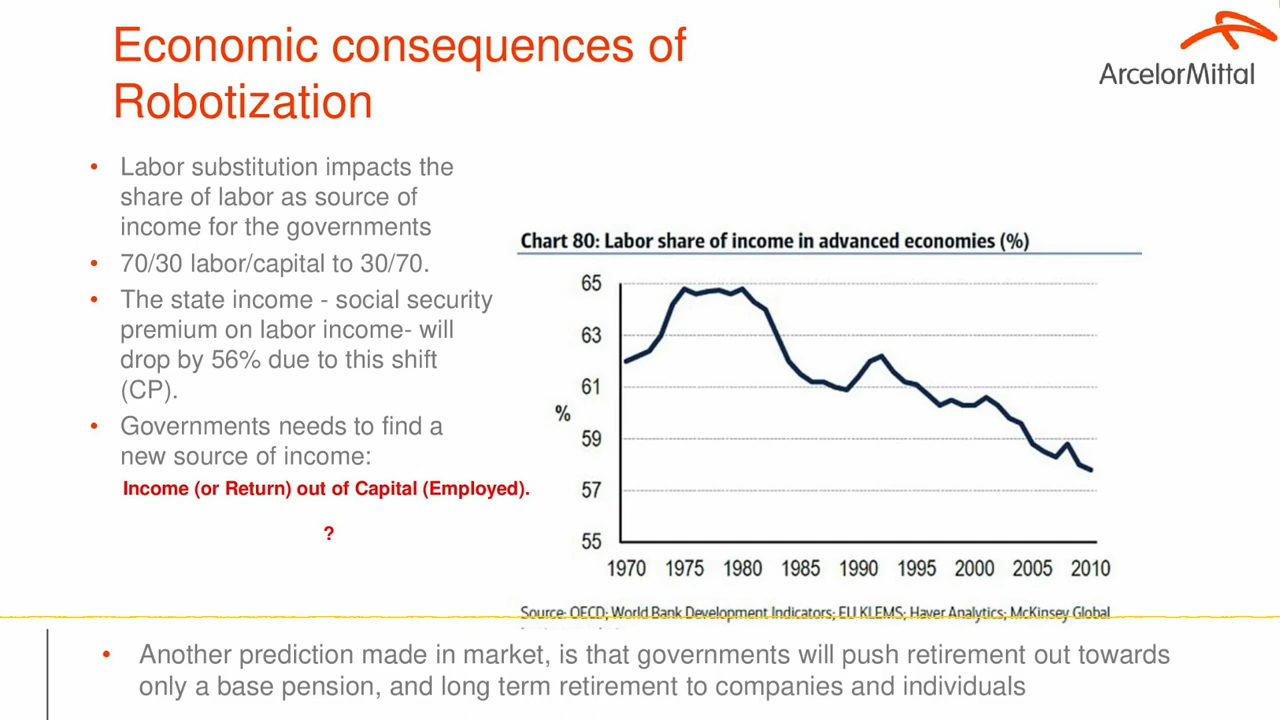 Economic consequences of
Robotization
ArcelorMittal
• Labor substitution impacts the
share of labor as source of
income for the governments
• 70/30 labor/capital to 30/70.
• The state income - social security
premium on labor income- will
drop by 56% due to this shift
(CP).
• Governments needs to find a
new source of income:
Income (or Return) out of Capital (Employed).
?
Chart 80: Labor share of income in advanced economies (%)
65
63
61
%
59
57
55
1970 1975 1980 1985 1990 1995 2000 2005 2010
Source: OECD; World Bank Development Indicators; EU KLEMS; Haver Analytics; McKinsey Global
• Another prediction made in market, is that governments will push retirement out towards
only a base pension, and long term retirement to companies and individuals